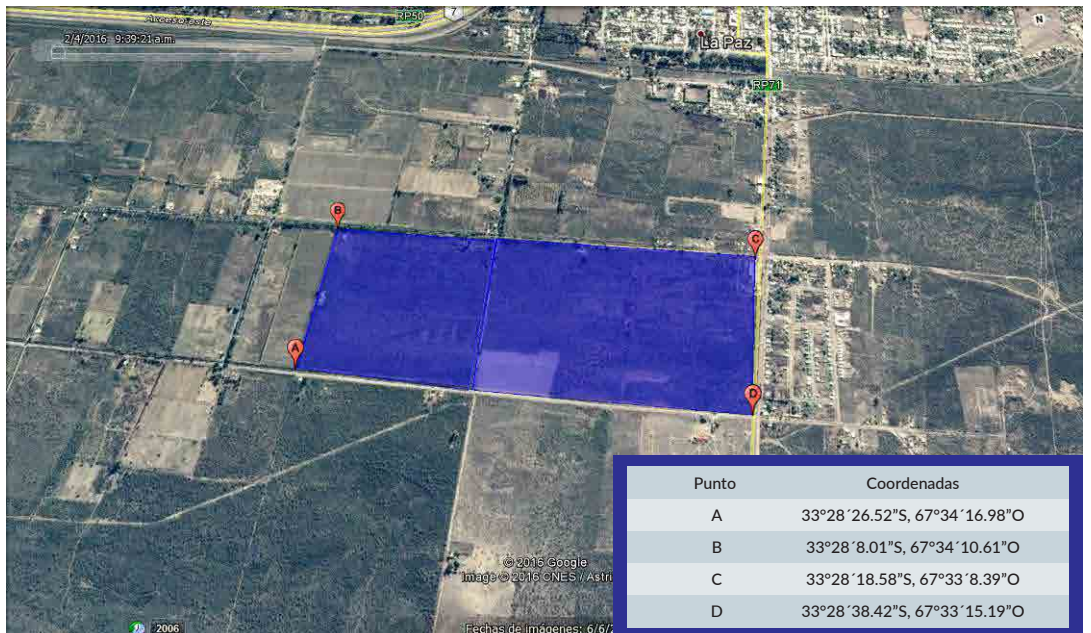 Acceso este
RP50
7
2/4/2016 9:39:21 a.m.
La Paz
N
RP71
B
C
A
D
Punto Coordenadas
A 33°28´26.52”S, 67°34´16.98”O
B 33°28´8.01”S, 67°34´10.61”O
C 33°28´18.58”S, 67°33´8.39”O
D 33°28´38.42”S, 67°33´15.19”O
© 2016 Google
Image © 2016 CNES / Astri
2006
Fechas de imágenes: 6/6/2